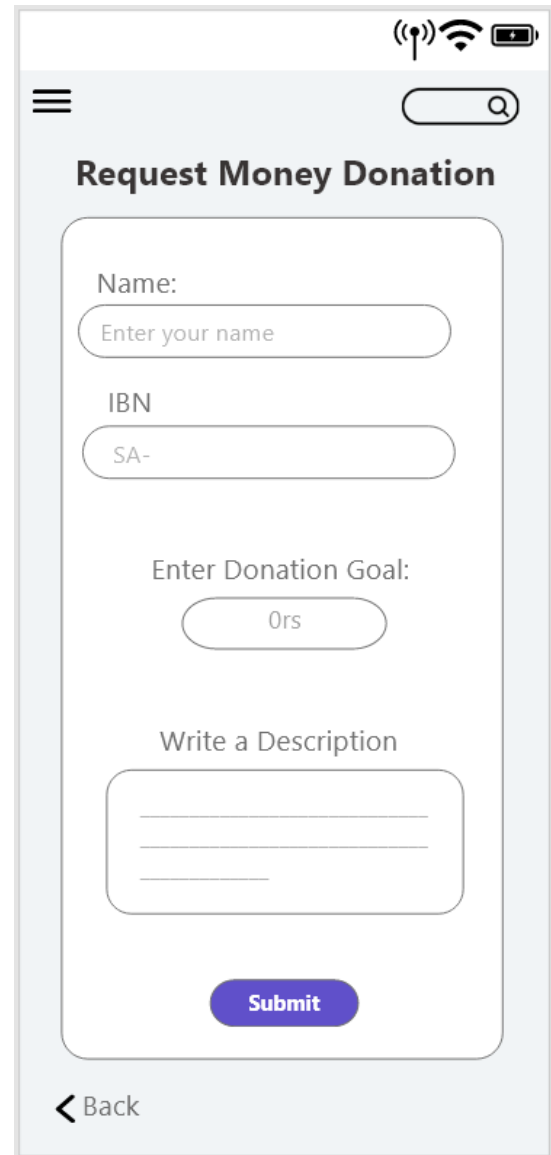 Request Money Donation
Name:
Enter your name
IBN
SA-
Enter Donation Goal:
0rs
Write a Description
Submit
Back